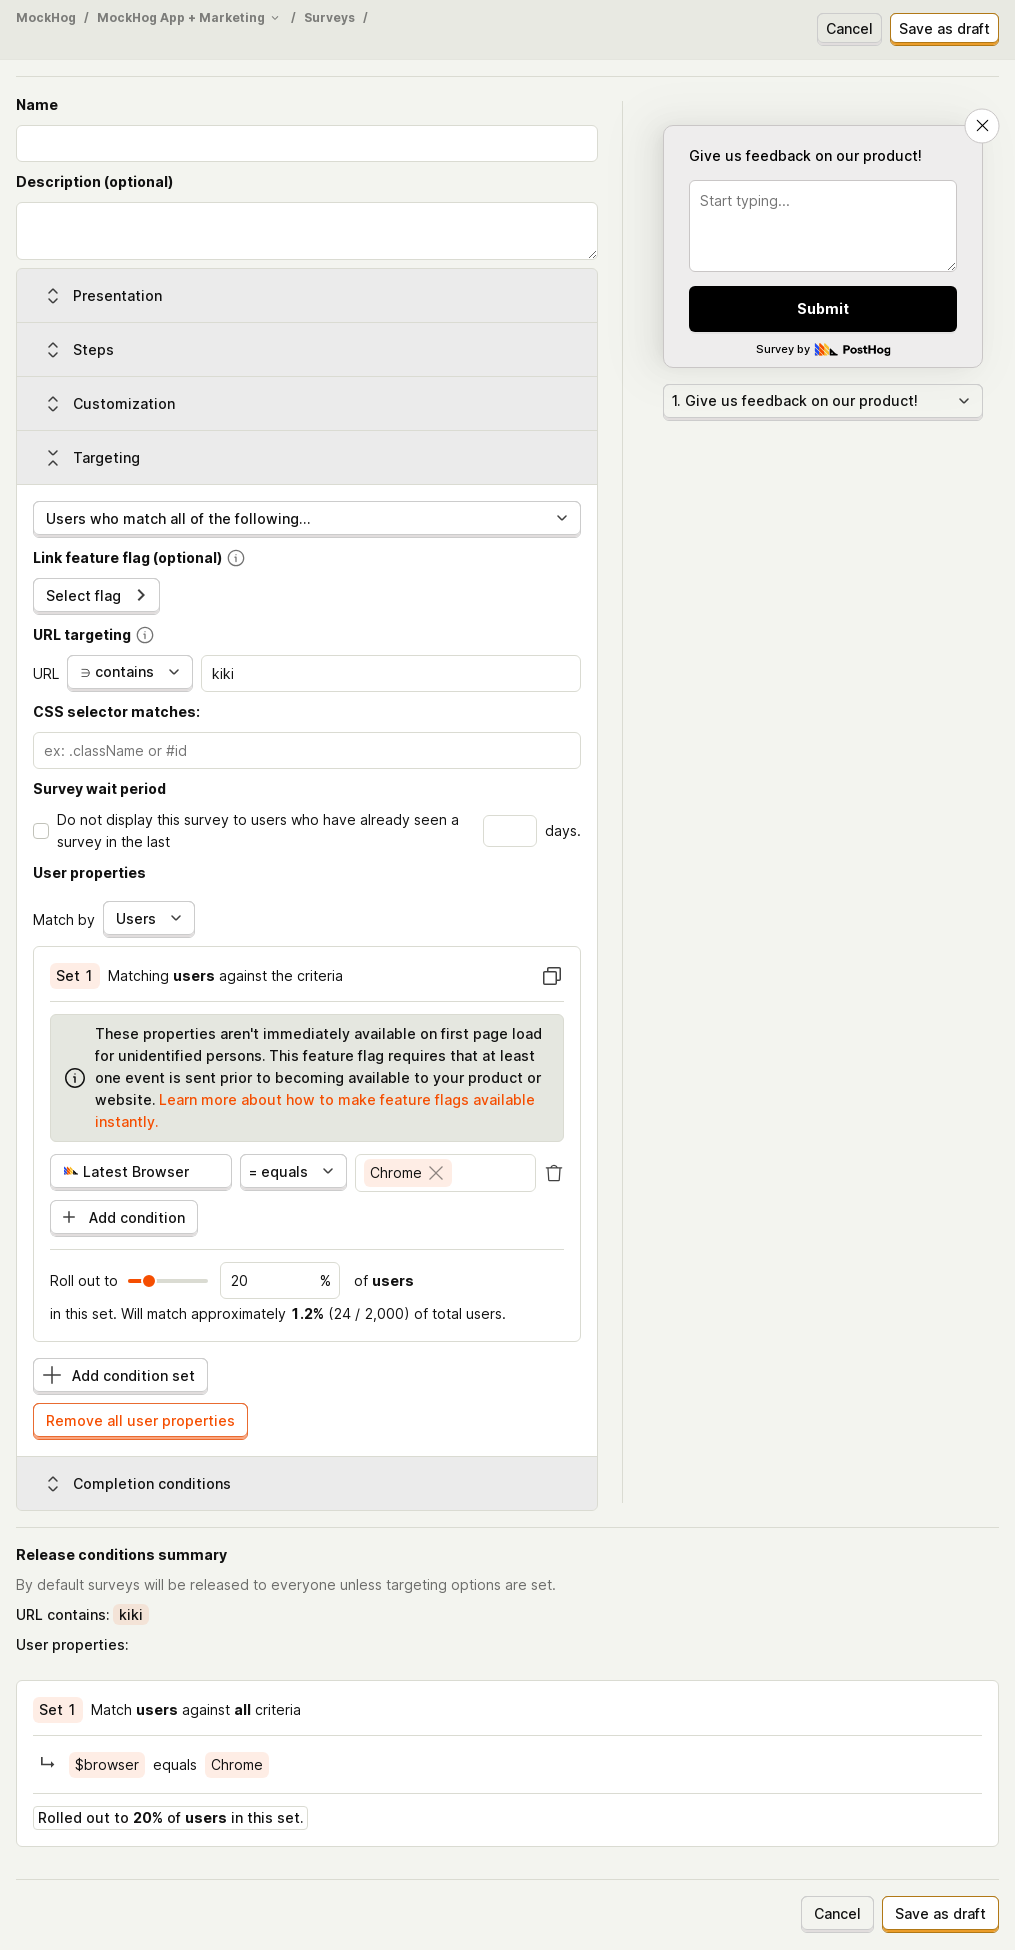 MockHog / MockHog App + Marketing / Surveys /
Cancel
Save as draft
Name
Description (optional)
Presentation
Steps
Customization
Targeting
Users who match all of the following...
Link feature flag (optional)
Select flag
URL targeting
URL ∋ contains kiki
CSS selector matches:
ex: .className or #id
Survey wait period
Do not display this survey to users who have already seen a
survey in the last
days.
User properties
Match by Users
Set 1 Matching users against the criteria
These properties aren't immediately available on first page load
for unidentified persons. This feature flag requires that at least
one event is sent prior to becoming available to your product or
website. Learn more about how to make feature flags available
instantly.
Latest Browser = equals Chrome
Add condition
Roll out to 20 % of users
in this set. Will match approximately 1.2% (24 / 2,000) of total users.
Add condition set
Remove all user properties
Completion conditions
Give us feedback on our product!
Start typing...
Submit
Survey by PostHog
1. Give us feedback on our product!
Release conditions summary
By default surveys will be released to everyone unless targeting options are set.
URL contains: kiki
User properties:
Set 1 Match users against all criteria
$browser equals Chrome
Rolled out to 20% of users in this set.
Cancel
Save as draft